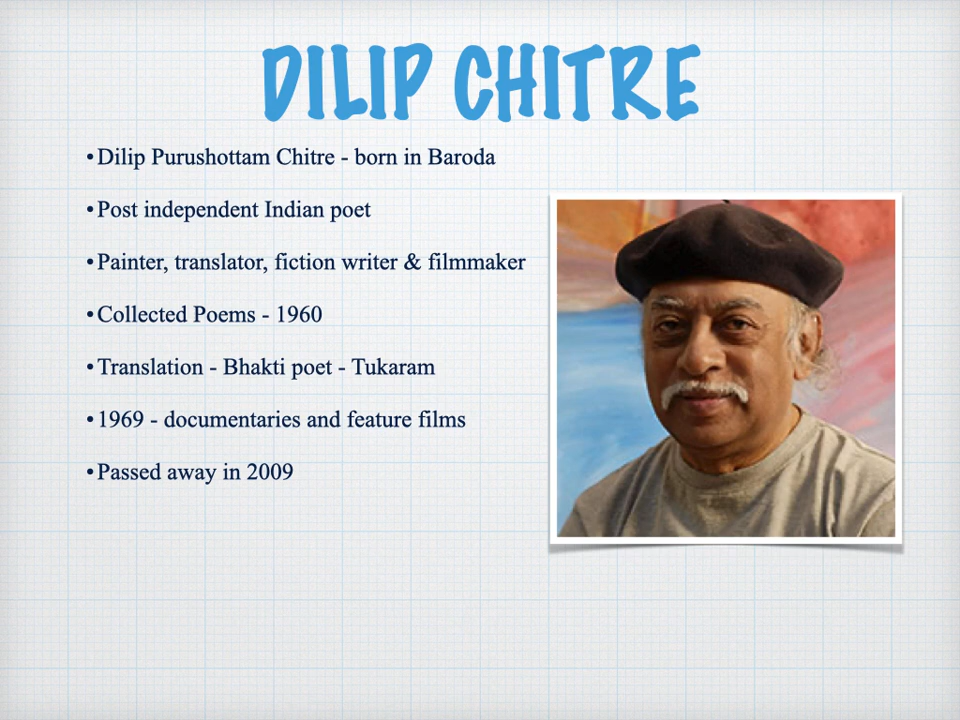 DILIP CHITRE
•Dilip Purushottam Chitre - born in Baroda
•Post independent Indian poet
•Painter, translator, fiction writer & filmmaker
•Collected Poems - 1960
•Translation - Bhakti poet - Tukaram
•1969 - documentaries and feature films
•Passed away in 2009